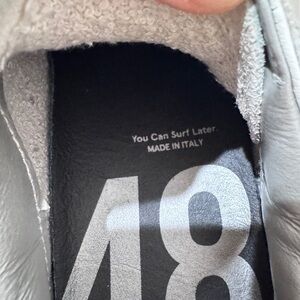 You Can Surf Later.
MADE IN ITALY
48